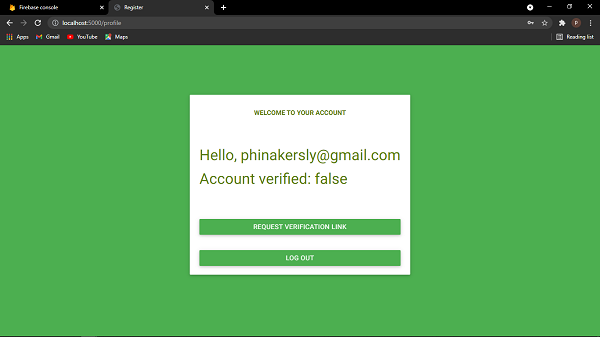 Firebase console
Register
localhost:5000/profile
P
Apps
Gmail
YouTube
Maps
Reading list
WELCOME TO YOUR ACCOUNT
Hello, phinakersly@gmail.com
Account verified: false
REQUEST VERIFICATION LINK
LOG OUT